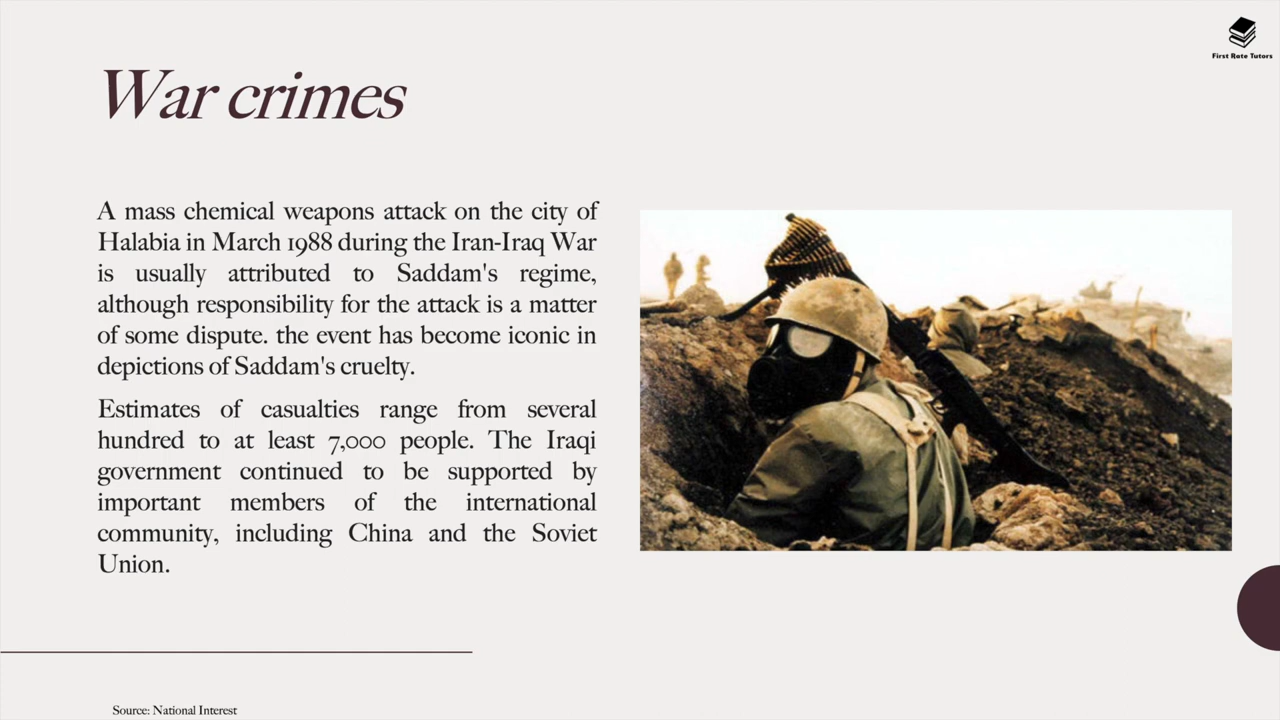 First Rate Tutors
War crimes
A mass chemical weapons attack on the city of
Halabia in March 1988 during the Iran-Iraq War
is usually attributed to Saddam's regime,
although responsibility for the attack is a matter
of some dispute. the event has become iconic in
depictions of Saddam's cruelty.
Estimates of casualties range from several
hundred to at least 7,000 people. The Iraqi
government continued to be supported by
important members of the international
community, including China and the Soviet
Union.
Source: National Interest